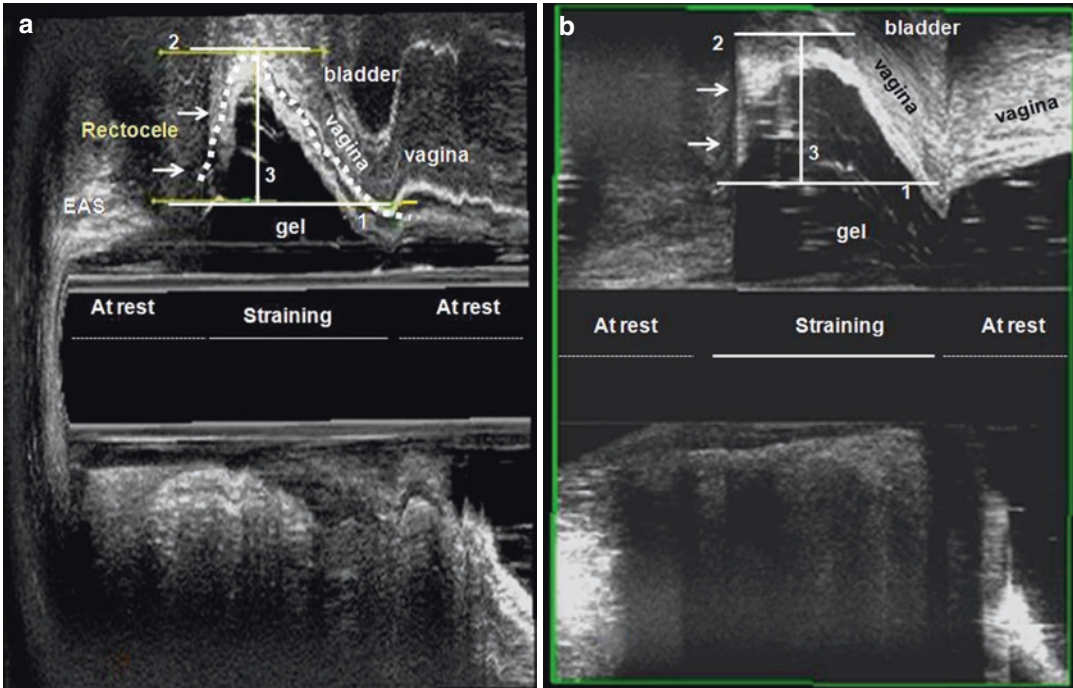 a
2
bladder
Rectocele
vagina
vagina
3
EAS
1
gel
At rest
Straining
At rest
b
bladder
2
vagina
vagina
3
1
gel
At rest
Straining
At rest